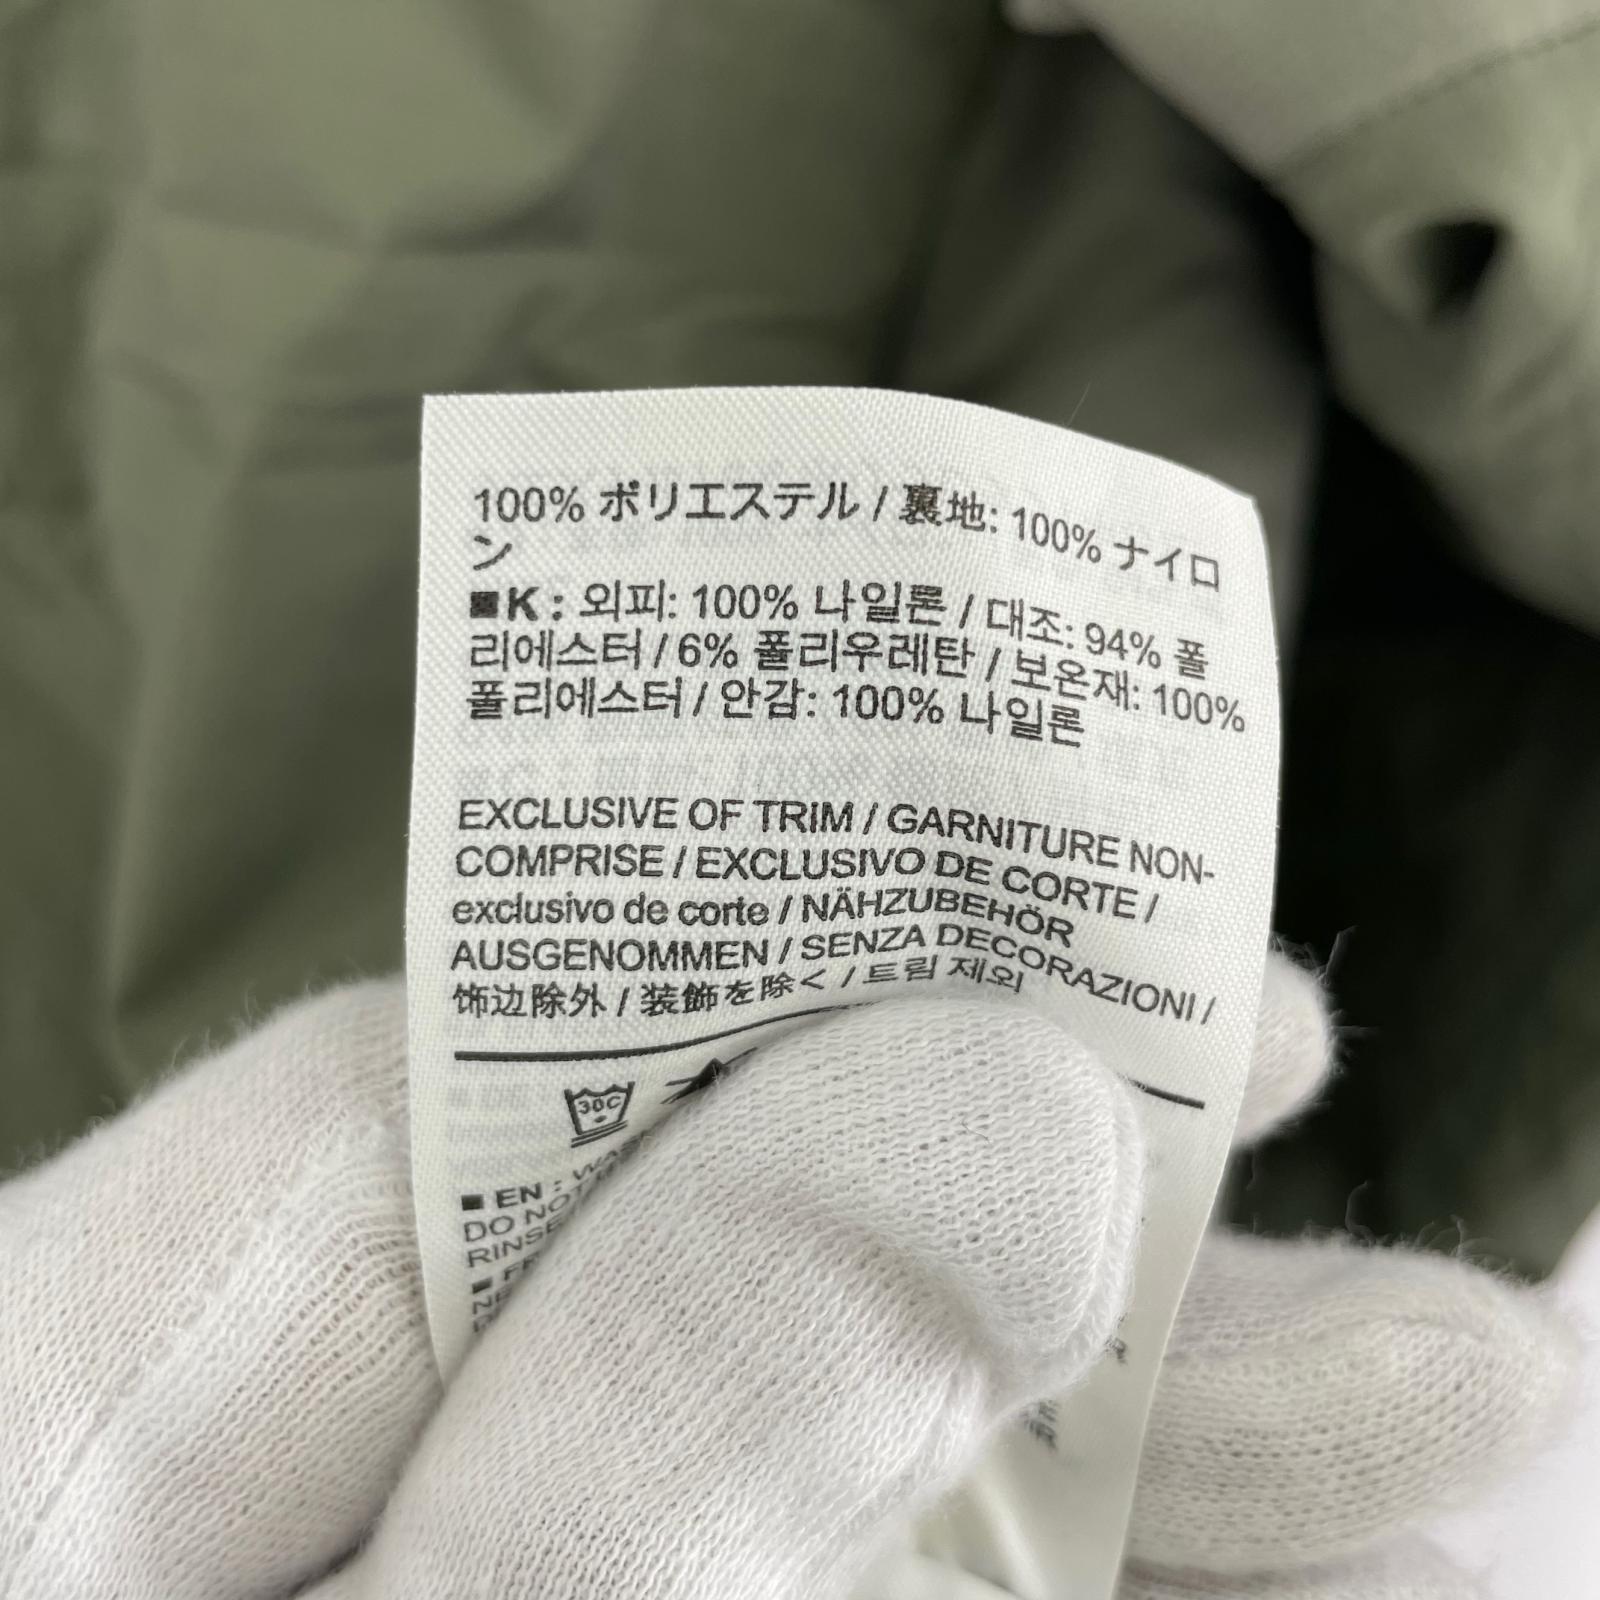 100% ポリエステル / 裏地: 100% ナイロ
ン
■K : 외피: 100% 나일론 / 대조: 94% 폴
리에스터 / 6% 폴리우레탄 / 보온재: 100%
폴리에스터 / 안감: 100% 나일론
EXCLUSIVE OF TRIM / GARNITURE NON-
COMPRISE / EXCLUSIVO DE CORTE /
exclusivo de corte / NÄHZUBEHÖR
AUSGENOMMEN / SENZA DECORAZIONI /
饰边除外 / 装飾を除く / 트림 제외
30C
■ EN :
DO NOT
RINSE